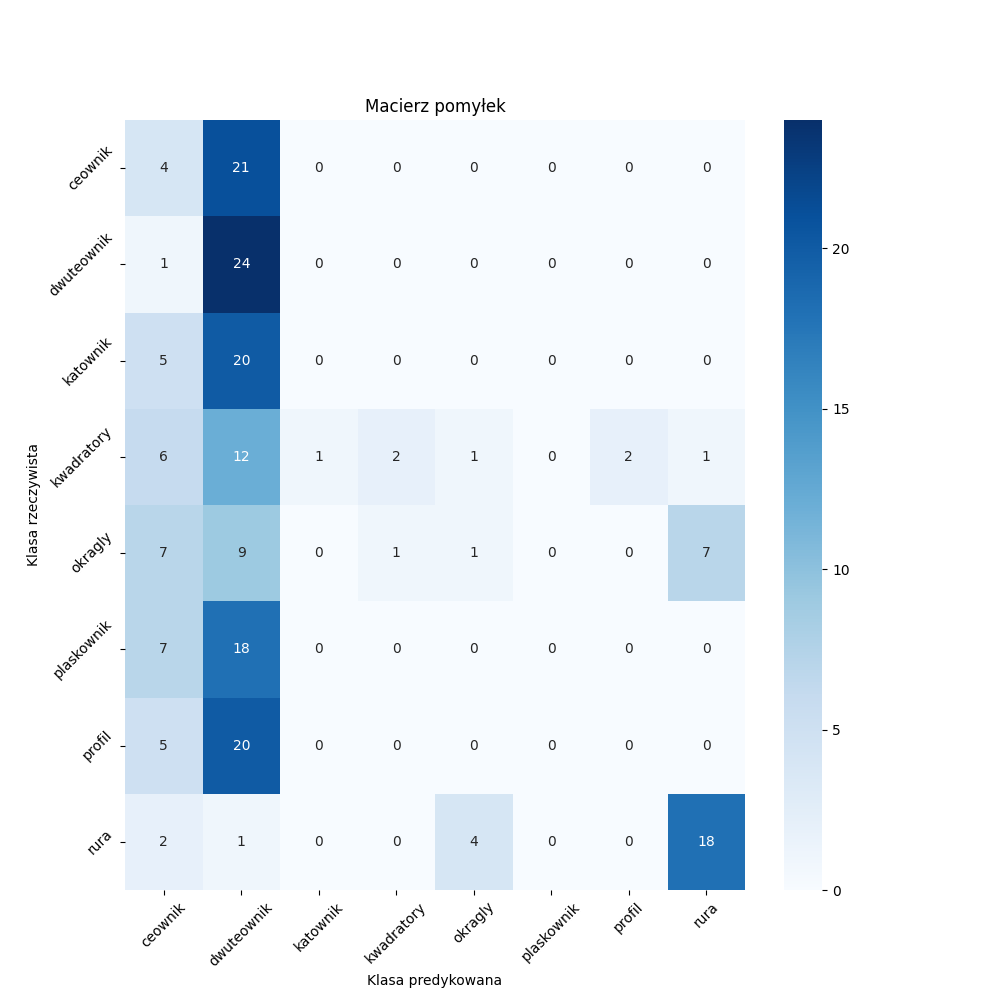 Macierz pomyłek
ceownik 4 21 0 0 0 0 0 0
dwuteownik 1 24 0 0 0 0 0 0
katownik 5 20 0 0 0 0 0 0
kwadratory 6 12 1 2 1 0 2 1
okragly 7 9 0 1 1 0 0 7
plaskownik 7 18 0 0 0 0 0 0
profil 5 20 0 0 0 0 0 0
rura 2 1 0 0 4 0 0 18
ceownik dwuteownik katownik kwadratory okragly plaskownik profil rura
Klasa predykowana
Klasa rzeczywista
20
15
10
5
0